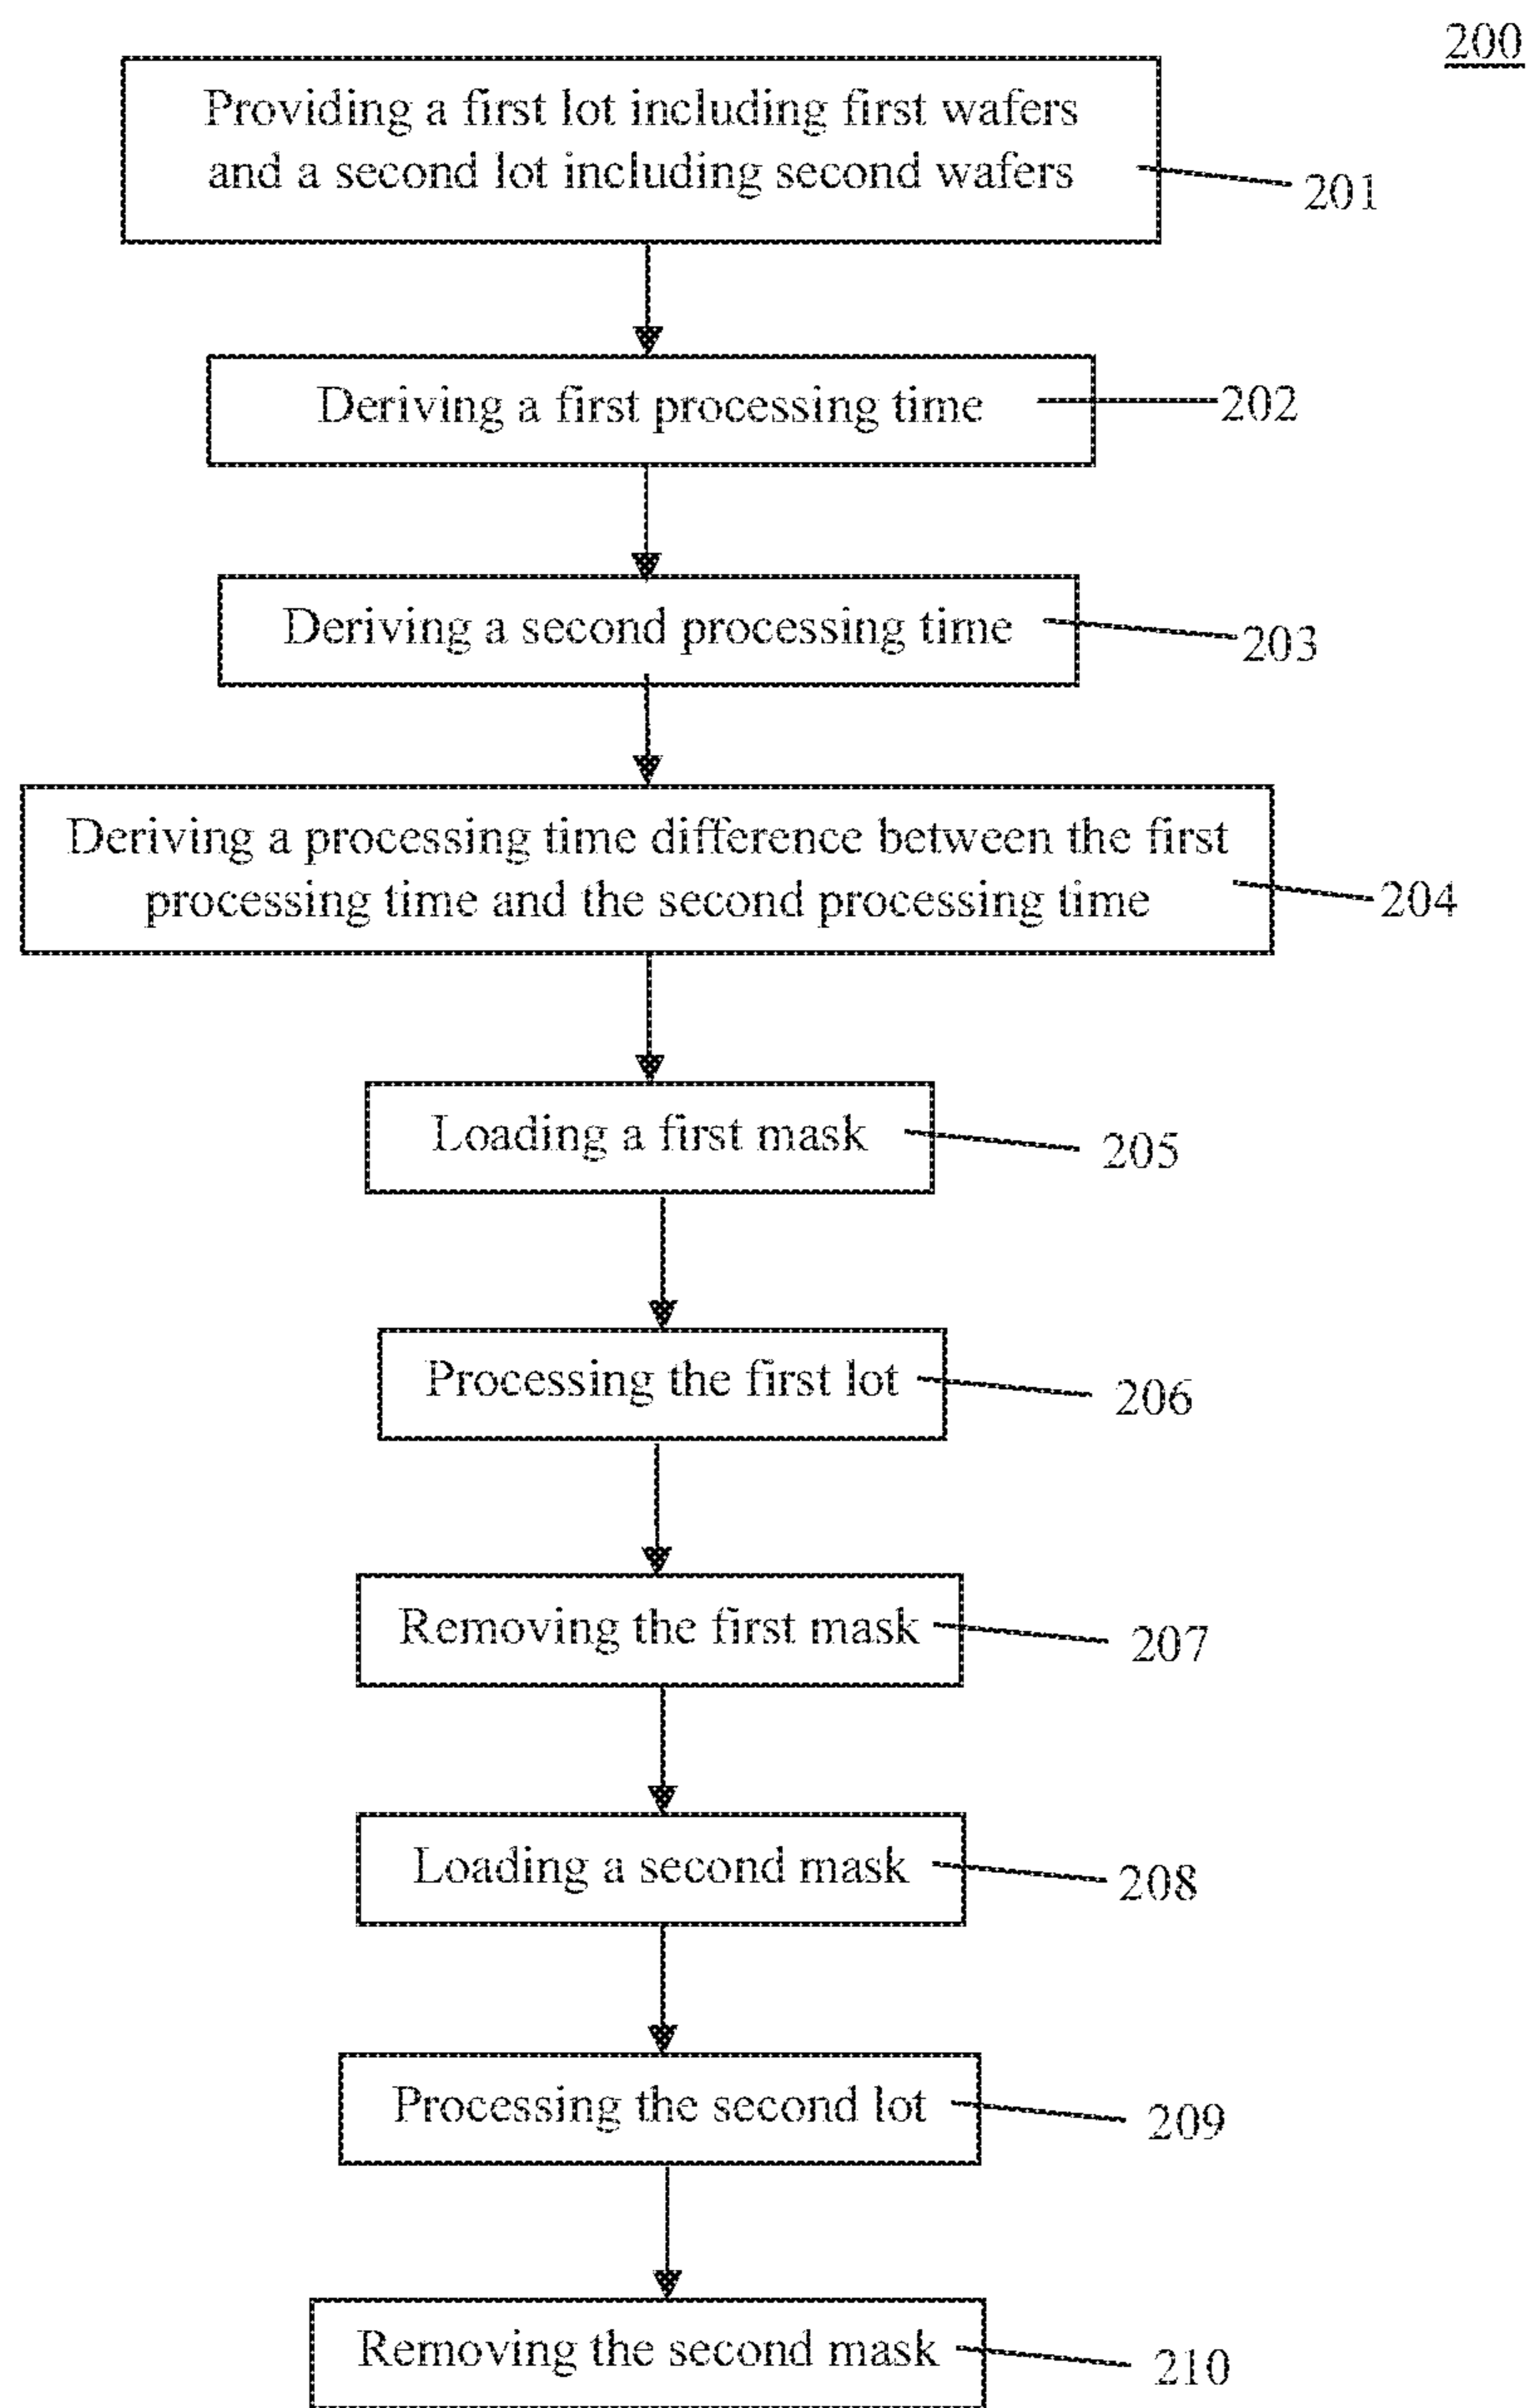 200
Providing a first lot including first wafers
and a second lot including second wafers
201
Deriving a first processing time
202
Deriving a second processing time
203
Deriving a processing time difference between the first
processing time and the second processing time
204
Loading a first mask
205
Processing the first lot
206
Removing the first mask
207
Loading a second mask
208
Processing the second lot
209
Removing the second mask
210